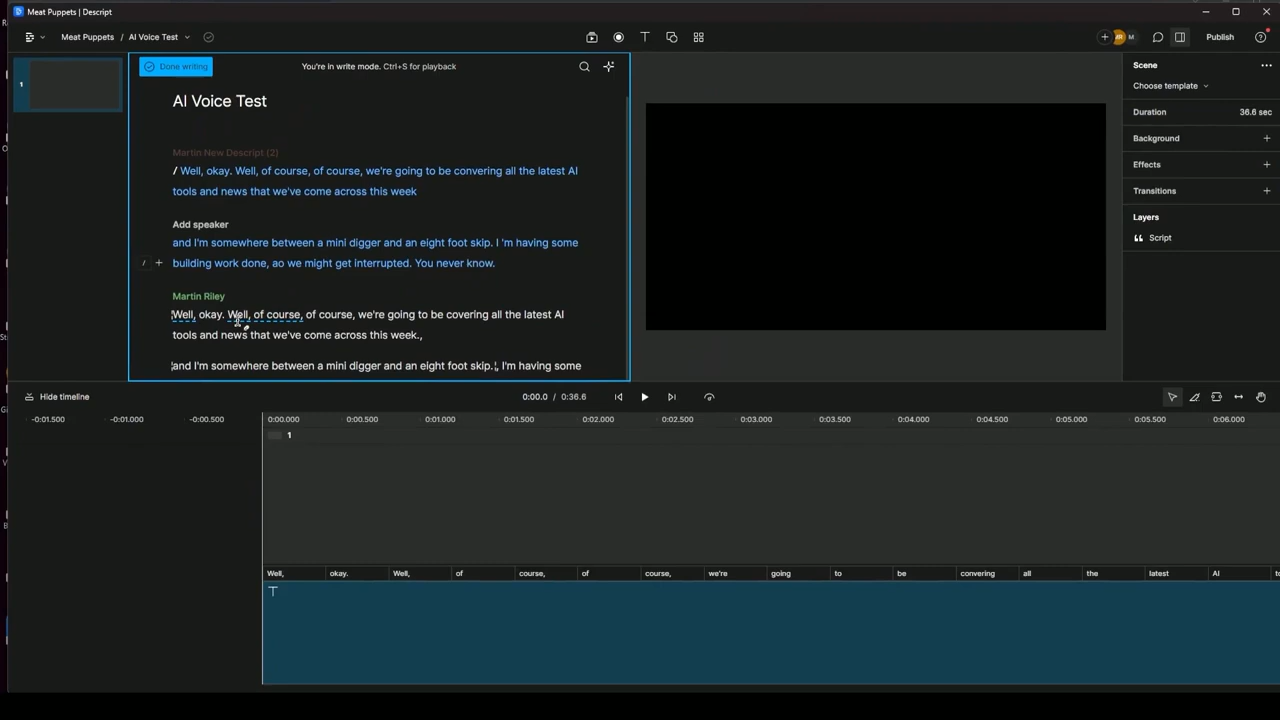 Meat Puppets | Descript
Meat Puppets / AI Voice Test
JR M
Publish
Done writing
You're in write mode. Ctrl+S for playback
1
AI Voice Test
Martin New Descript (2)
/ Well, okay. Well, of course, of course, we're going to be convering all the latest AI
tools and news that we've come across this week
Add speaker
and I'm somewhere between a mini digger and an eight foot skip. I 'm having some
building work done, ao we might get interrupted. You never know.
/ +
Martin Riley
Well, okay. Well, of course, of course, we're going to be covering all the latest AI
tools and news that we've come across this week.,
and I'm somewhere between a mini digger and an eight foot skip., I'm having some
Scene
Choose template
Duration 36.6 sec
Background
Effects
Transitions
Layers
Script
Hide timeline
00:00.0 / 0:36.6
-0:01.500 -0:01.000 -0:00.500 0:00.000 0:00.500 0:01.000 0:01.500 0:02.000 0:02.500 0:03.000 0:03.500 0:04.000 0:04.500 0:05.000 0:05.500 0:06.000
1
Well, okay. Well, of course, of course, we're going to be convering all the latest AI